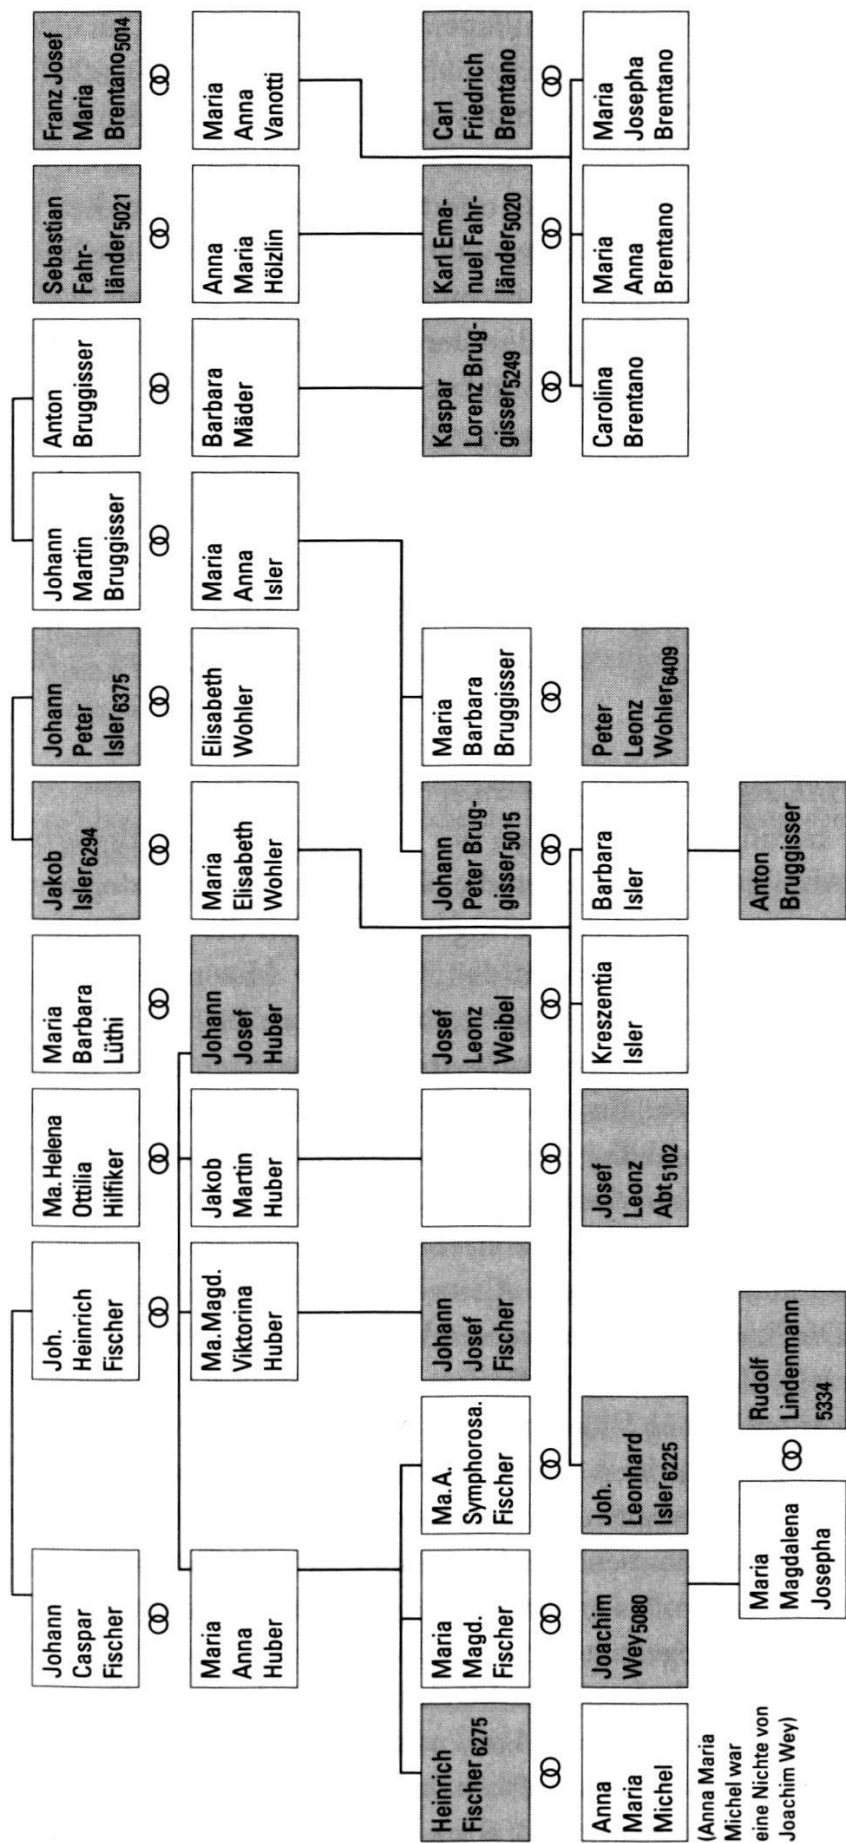 Johann
Caspar
Fischer
Joh.
Heinrich
Fischer
Ma. Helena
Ottilia
Hilfiker
Maria
Barbara
Lüthi
Jakob
Isler6294
Johann
Peter
Isler6375
Johann
Martin
Bruggisser
Anton
Bruggisser
Sebastian
Fahr-
länder5021
Franz Josef
Maria
Brentano5014
Maria
Anna
Huber
Ma. Magd.
Viktorina
Huber
Jakob
Martin
Huber
Johann
Josef
Huber
Maria
Elisabeth
Wohler
Elisabeth
Wohler
Maria
Anna
Isler
Barbara
Mäder
Anna
Maria
Hölzlin
Maria
Anna
Vanotti
Heinrich
Fischer 6275
Maria
Magd.
Fischer
Ma. A.
Symphorosa.
Fischer
Johann
Josef
Fischer
Josef
Leonz
Weibel
Johann
Peter Brug-
gisser5015
Maria
Barbara
Bruggisser
Kaspar
Lorenz Brug-
gisser5249
Karl Ema-
nuel Fahr-
länder5020
Carl
Friedrich
Brentano
Anna
Maria
Michel
Joachim
Wey5080
Joh.
Leonhard
Isler6225
Josef
Leonz
Abt5102
Kreszentia
Isler
Barbara
Isler
Peter
Leonz
Wohler6409
Carolina
Brentano
Maria
Anna
Brentano
Maria
Josepha
Brentano
(Anna Maria
Michel war
eine Nichte von
Joachim Wey)
Maria
Magdalena
Josepha
Rudolf
Lindenmann
5334
Anton
Bruggisser